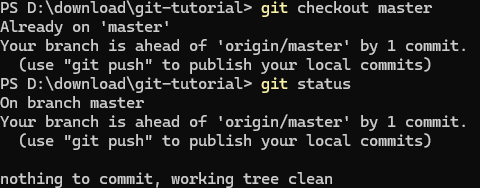 PS D:\download\git-tutorial> git checkout master
Already on 'master'
Your branch is ahead of 'origin/master' by 1 commit.
  (use "git push" to publish your local commits)
PS D:\download\git-tutorial> git status
On branch master
Your branch is ahead of 'origin/master' by 1 commit.
  (use "git push" to publish your local commits)

nothing to commit, working tree clean